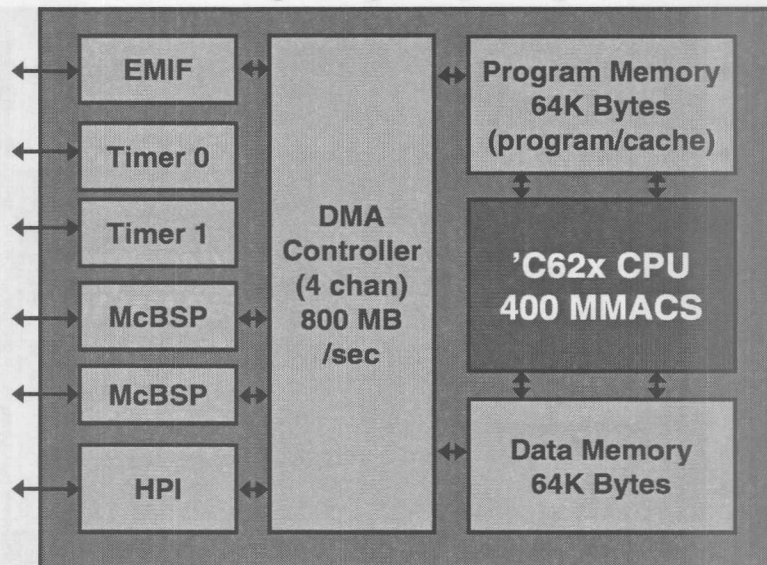 EMIF
Timer 0
Timer 1
McBSP
McBSP
HPI
DMA
Controller
(4 chan)
800 MB
/sec
Program Memory
64K Bytes
(program/cache)
'C62x CPU
400 MMACS
Data Memory
64K Bytes